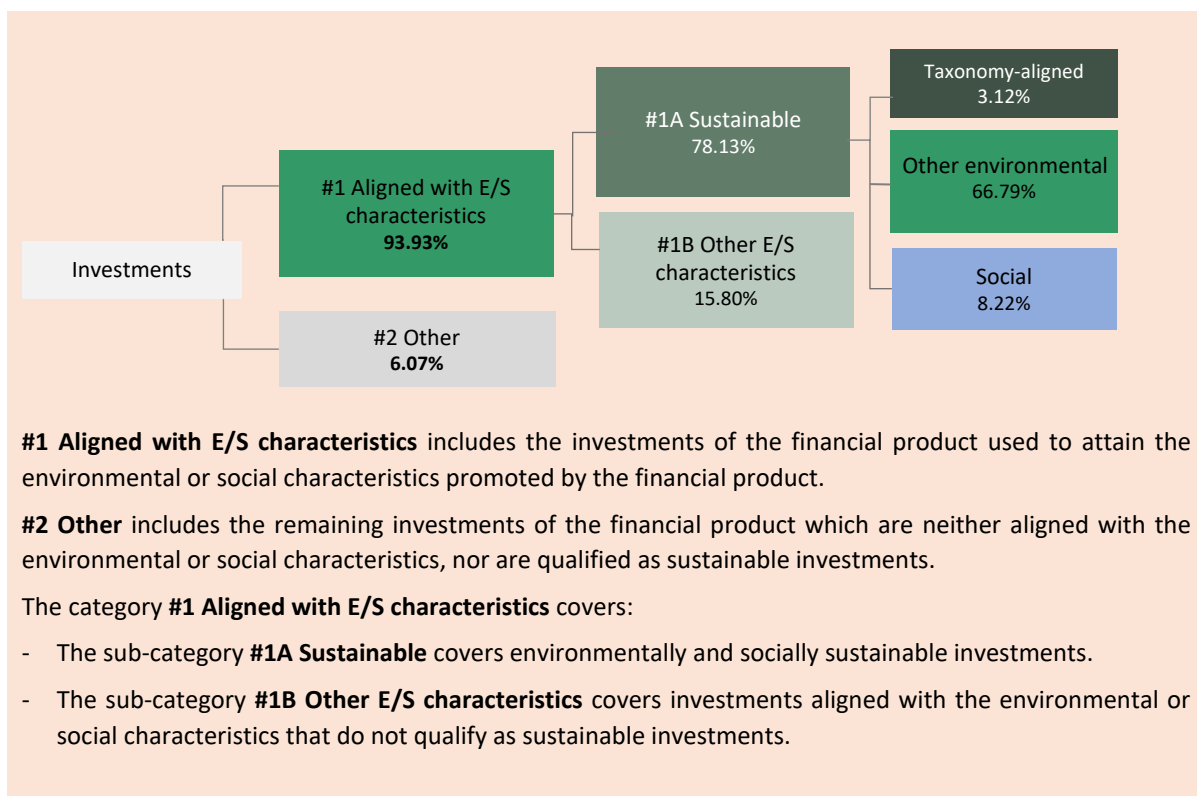 Investments
#1 Aligned with E/S
characteristics
93.93%
#2 Other
6.07%
#1A Sustainable
78.13%
#1B Other E/S
characteristics
15.80%
Taxonomy-aligned
3.12%
Other environmental
66.79%
Social
8.22%
#1 Aligned with E/S characteristics includes the investments of the financial product used to attain the
environmental or social characteristics promoted by the financial product.
#2 Other includes the remaining investments of the financial product which are neither aligned with the
environmental or social characteristics, nor are qualified as sustainable investments.
The category #1 Aligned with E/S characteristics covers:
- The sub-category #1A Sustainable covers environmentally and socially sustainable investments.
- The sub-category #1B Other E/S characteristics covers investments aligned with the environmental or
social characteristics that do not qualify as sustainable investments.